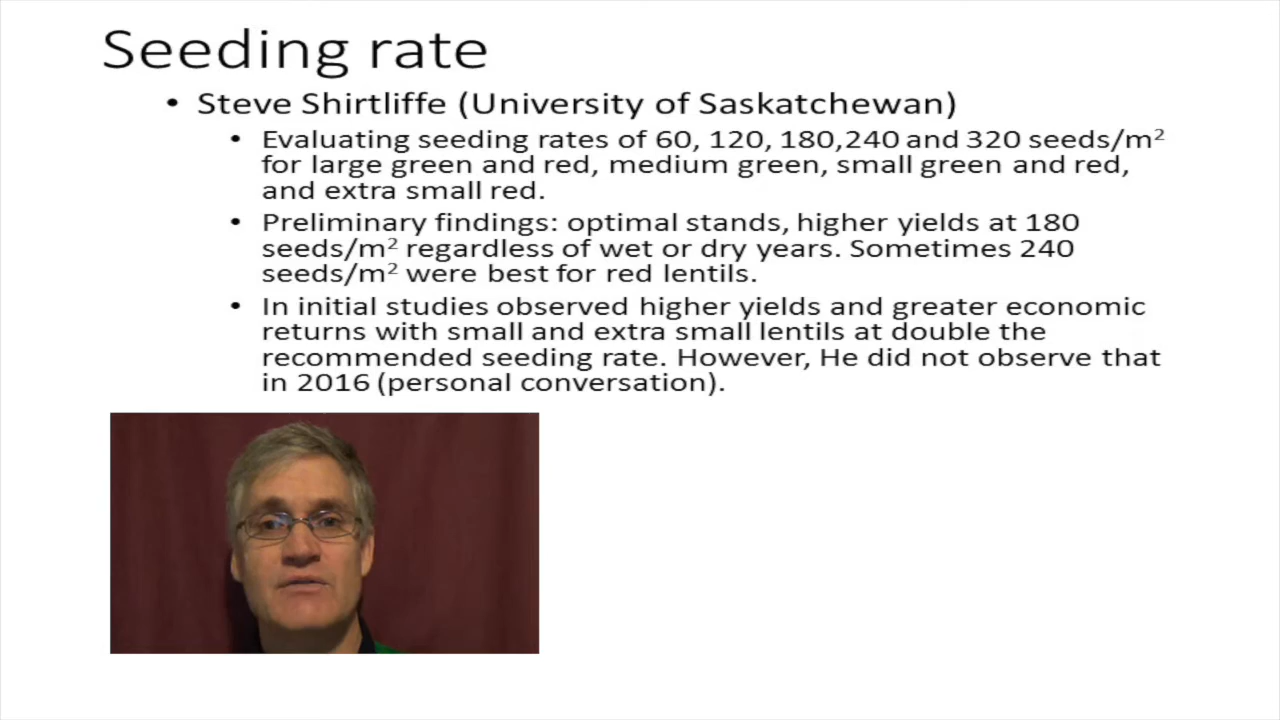 Seeding rate
• Steve Shirtliffe (University of Saskatchewan)
• Evaluating seeding rates of 60, 120, 180,240 and 320 seeds/m²
for large green and red, medium green, small green and red,
and extra small red.
• Preliminary findings: optimal stands, higher yields at 180
seeds/m² regardless of wet or dry years. Sometimes 240
seeds/m² were best for red lentils.
• In initial studies observed higher yields and greater economic
returns with small and extra small lentils at double the
recommended seeding rate. However, He did not observe that
in 2016 (personal conversation).